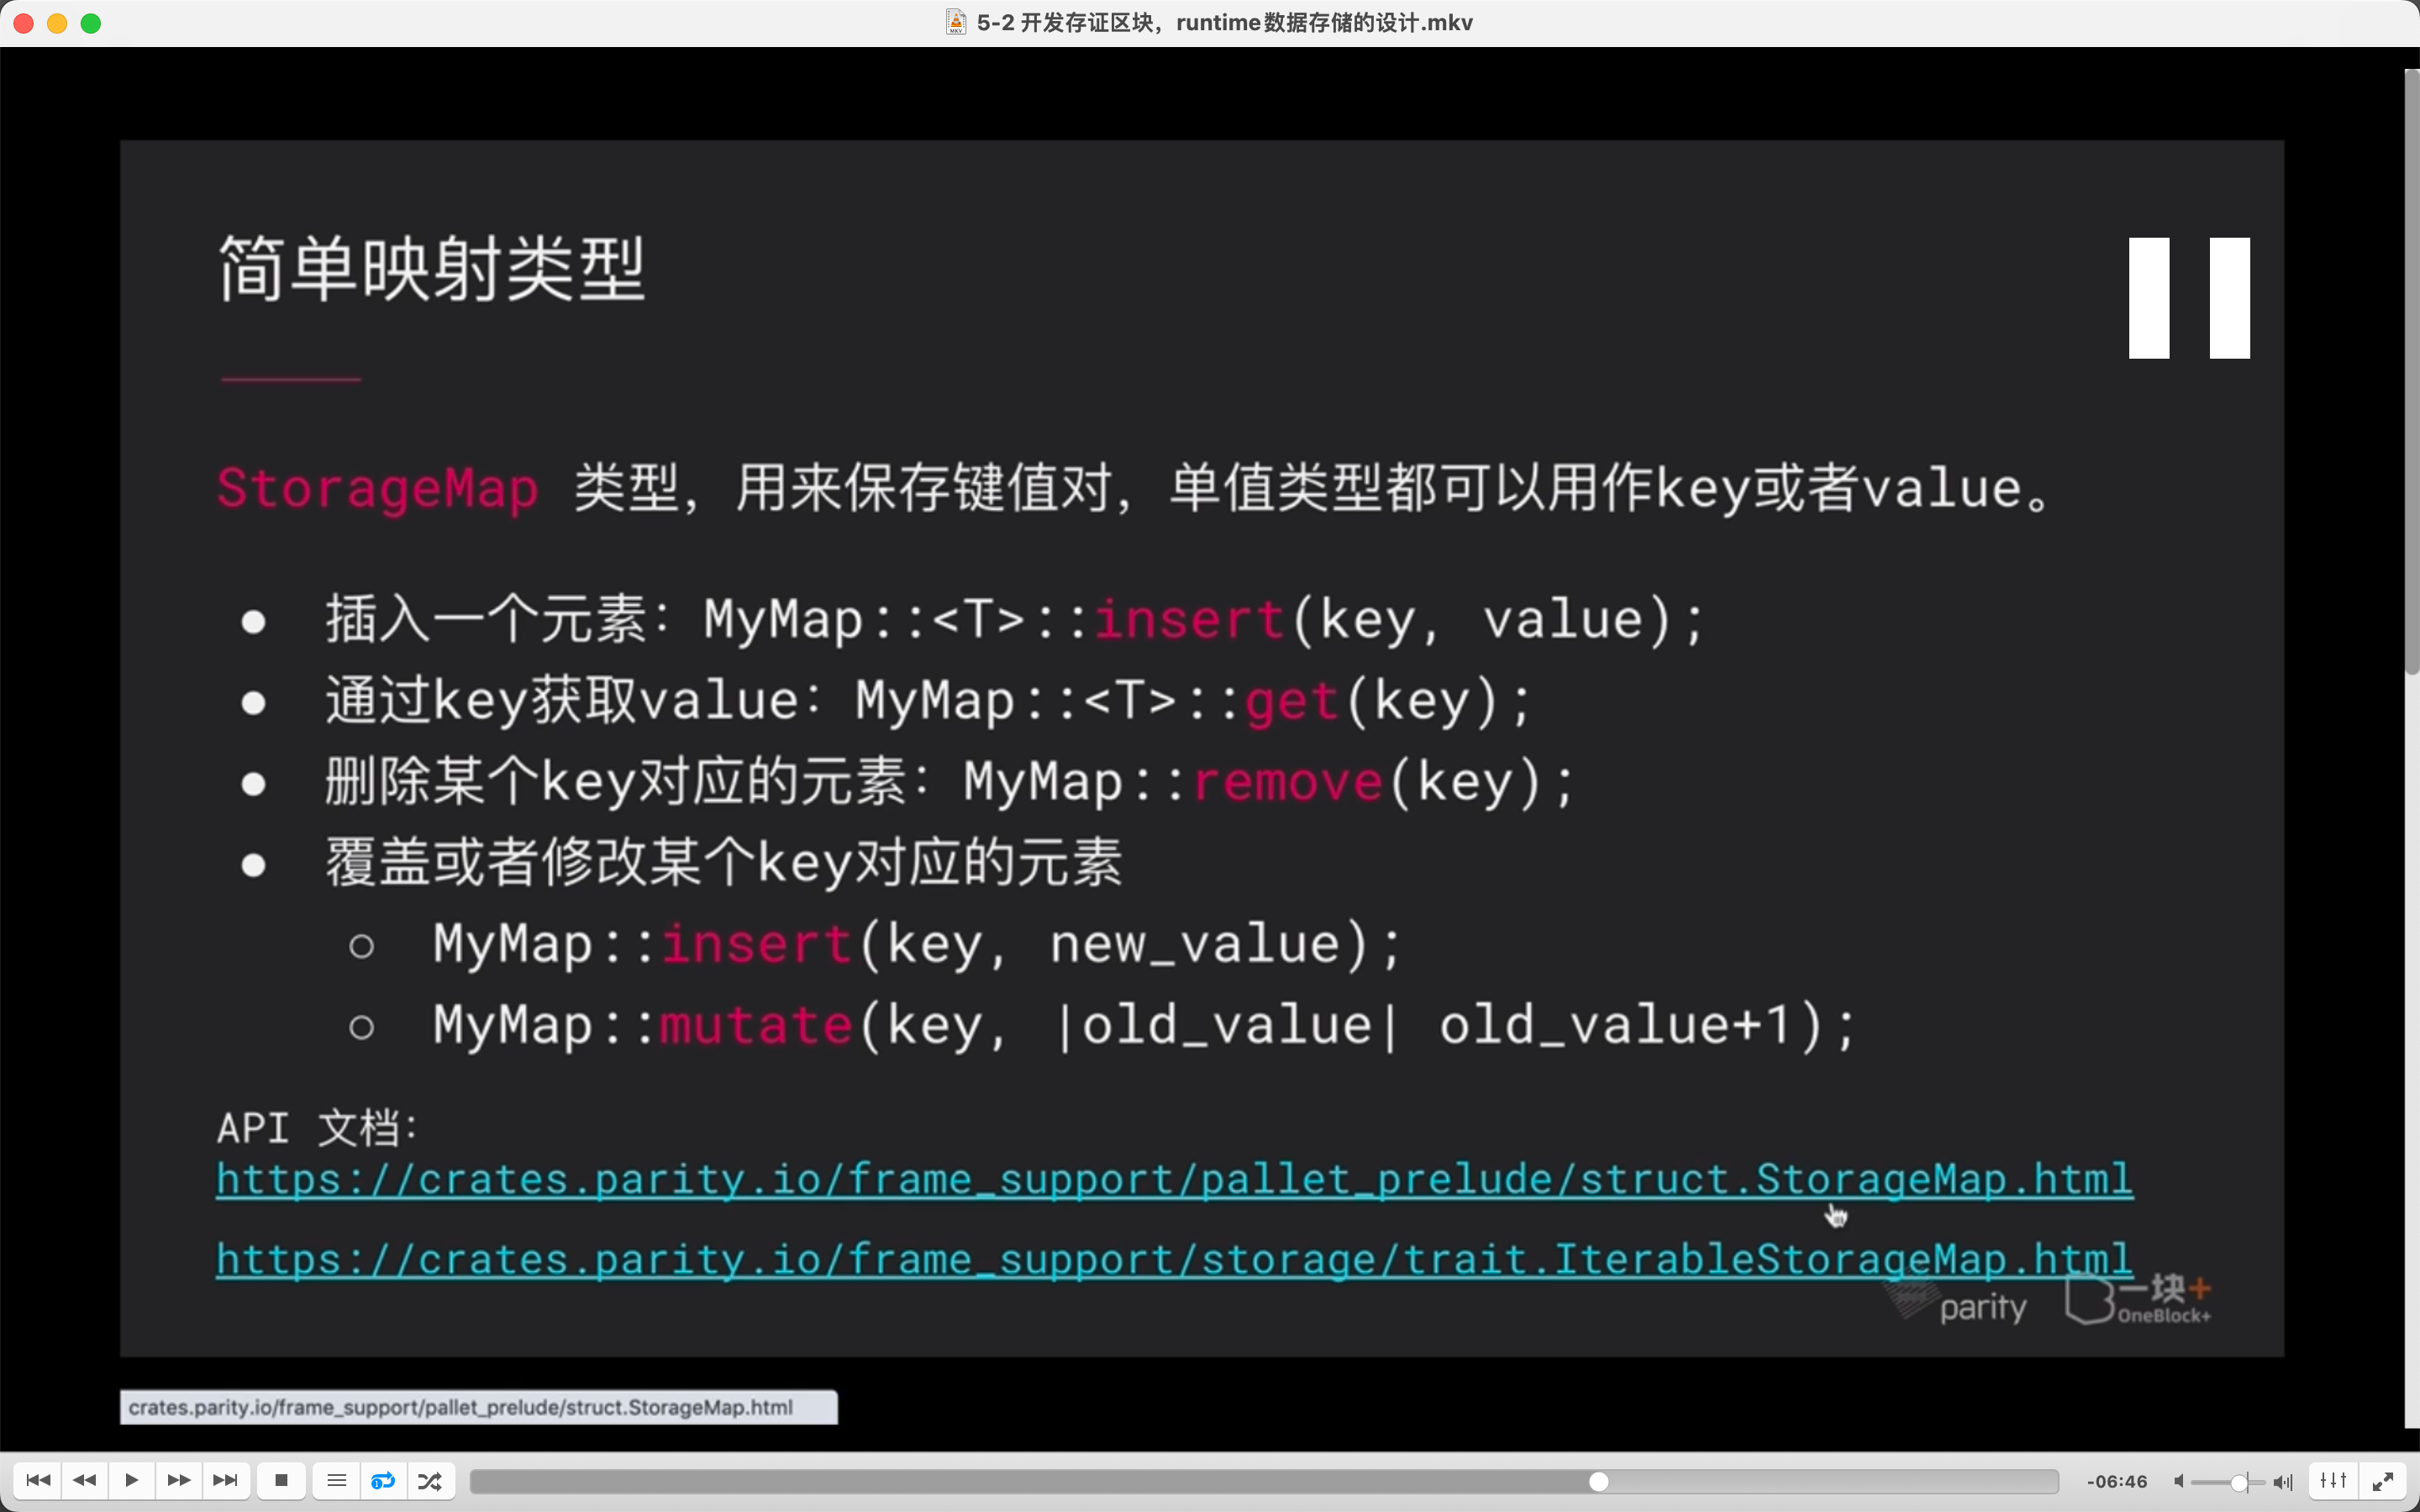 5-2 开发存证区块，runtime数据存储的设计.mkv
简单映射类型
StorageMap 类型，用来保存键值对，单值类型都可以用作key或者value。
● 插入一个元素：MyMap::<T>::insert(key, value);
● 通过key获取value：MyMap::<T>::get(key);
● 删除某个key对应的元素：MyMap::remove(key);
● 覆盖或者修改某个key对应的元素
○ MyMap::insert(key, new_value);
○ MyMap::mutate(key, |old_value| old_value+1);
API 文档：
https://crates.parity.io/frame_support/pallet_prelude/struct.StorageMap.html
https://crates.parity.io/frame_support/storage/trait.IterableStorageMap.html
parity 一块+
OneBlock+
crates.parity.io/frame_support/pallet_prelude/struct.StorageMap.html
-06:46